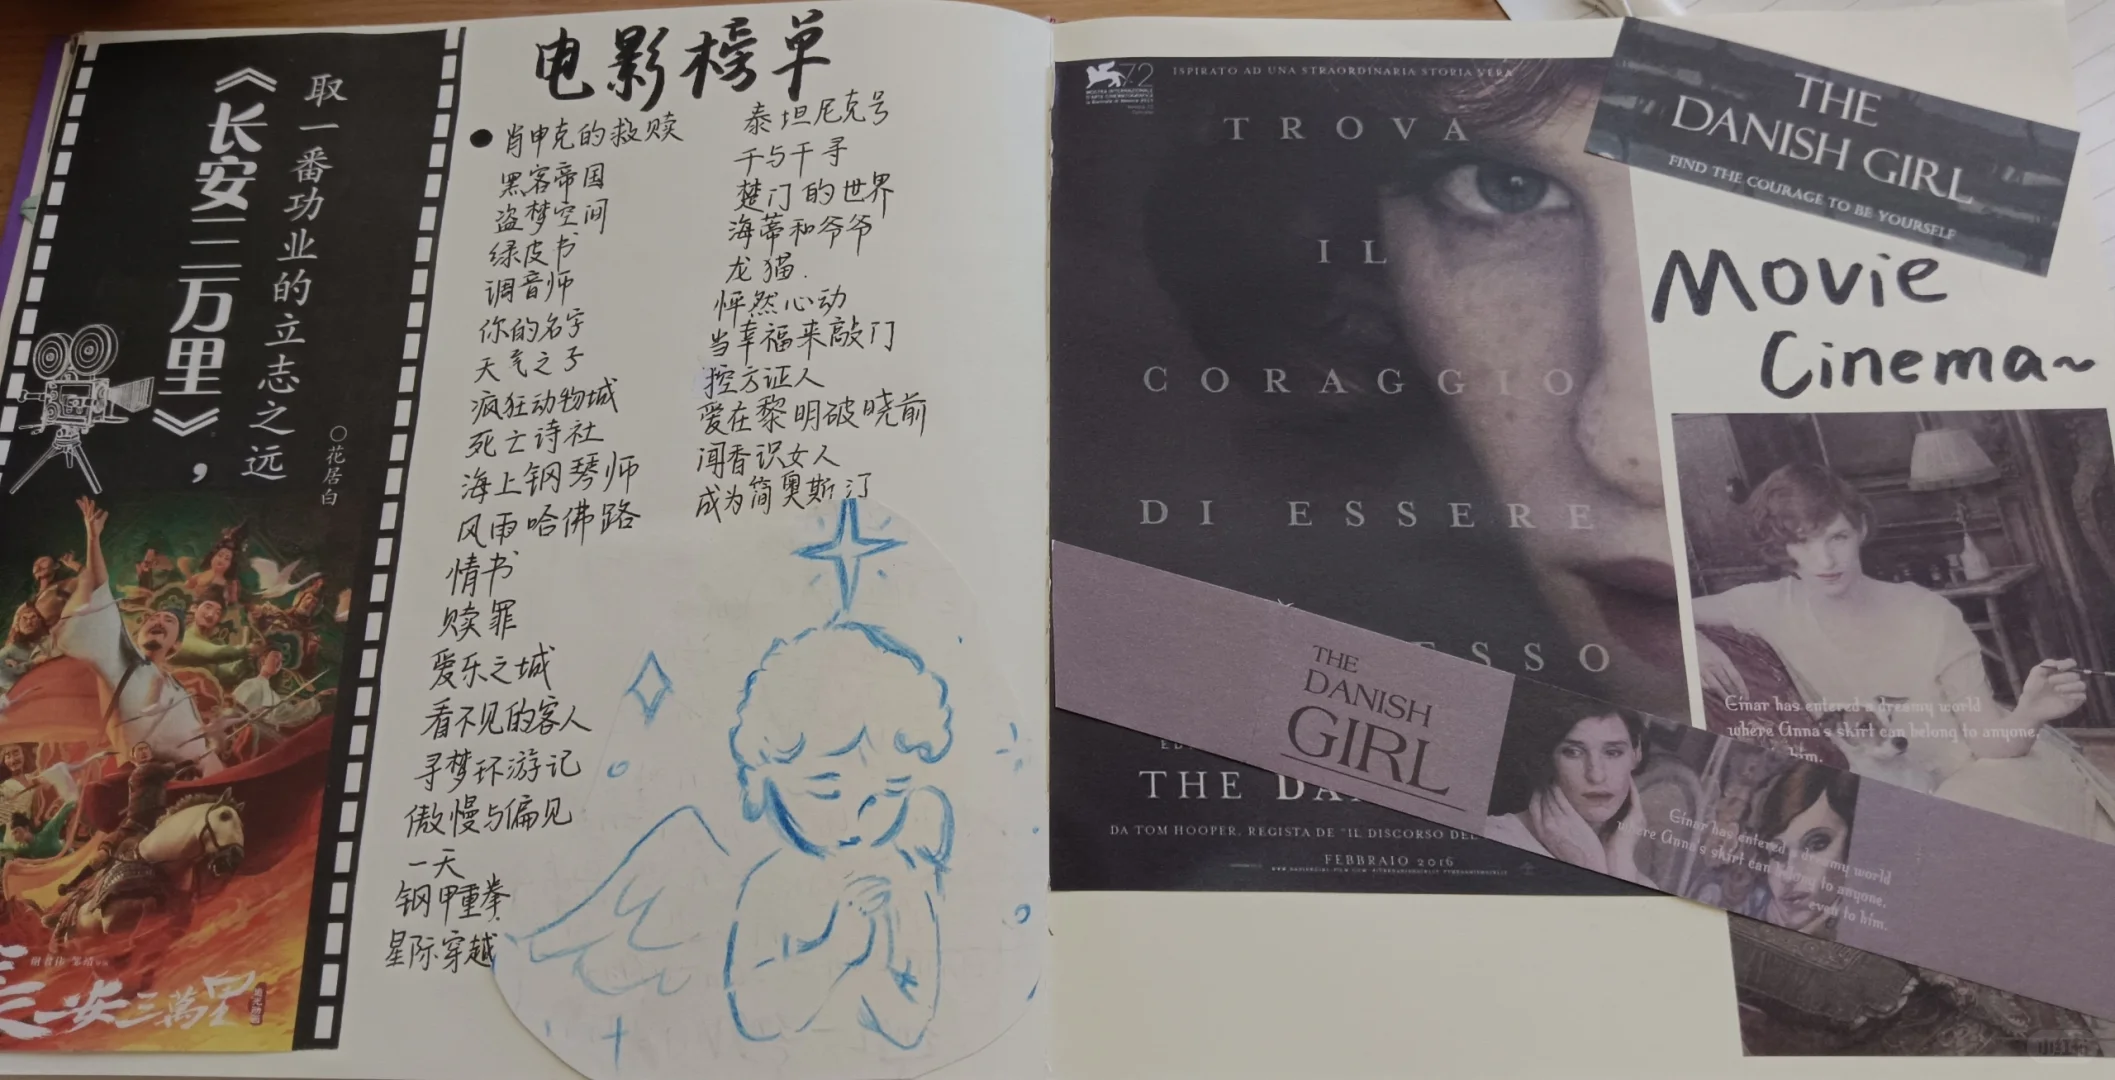 取一番功业的立志之远
《长安三万里》，
○花居白
长安三萬里
追光动画
电影榜单
●肖申克的救赎
黑客帝国
盗梦空间
绿皮书
调音师
你的名字
天气之子
疯狂动物城
死亡诗社
海上钢琴师
风雨哈佛路
情书
赎罪
爱乐之城
看不见的客人
寻梦环游记
傲慢与偏见
一天
钢甲重拳
星际穿越
泰坦尼克号
千与千寻
楚门的世界
海蒂和爷爷
龙猫.
怦然心动
当幸福来敲门
控方证人
爱在黎明破晓前
闻香识女人
成为简奥斯汀
72
ISPIRATO AD UNA STRAORDINARIA STORIA VERA
TROVA
IL
CORAGGIO
DI ESSERE
ESSO
THE DA
DA TOM HOOPER, REGISTA DE "IL DISCORSO DEL
FEBBRAIO 2016
THE
DANISH GIRL
FIND THE COURAGE TO BE YOURSELF
Movie
Cinema~
Einar has entered a dreamy world
where Anna's skirt can belong to anyone,
him.
THE
DANISH
GIRL
Einar has entered a dreamy world
where Anna's skirt can belong to anyone,
even to him.